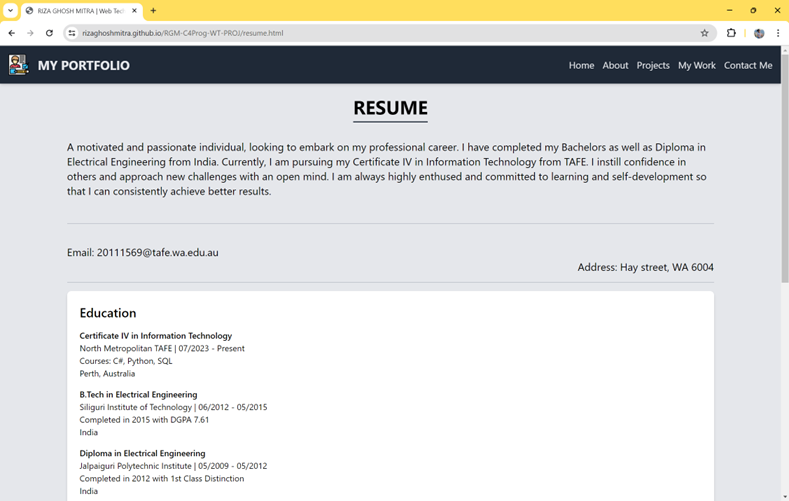 RIZA GHOSH MITRA | Web Tech
rizaghoshmitra.github.io/RGM-C4Prog-WT-PROJ/resume.html
MY PORTFOLIO
Home About Projects My Work Contact Me
RESUME
A motivated and passionate individual, looking to embark on my professional career. I have completed my Bachelors as well as Diploma in
Electrical Engineering from India. Currently, I am pursuing my Certificate IV in Information Technology from TAFE. I instill confidence in
others and approach new challenges with an open mind. I am always highly enthused and committed to learning and self-development so
that I can consistently achieve better results.
Email: 20111569@tafe.wa.edu.au
Address: Hay street, WA 6004
Education
Certificate IV in Information Technology
North Metropolitan TAFE | 07/2023 - Present
Courses: C#, Python, SQL
Perth, Australia
B.Tech in Electrical Engineering
Siliguri Institute of Technology | 06/2012 - 05/2015
Completed in 2015 with DGPA 7.61
India
Diploma in Electrical Engineering
Jalpaiguri Polytechnic Institute | 05/2009 - 05/2012
Completed in 2012 with 1st Class Distinction
India